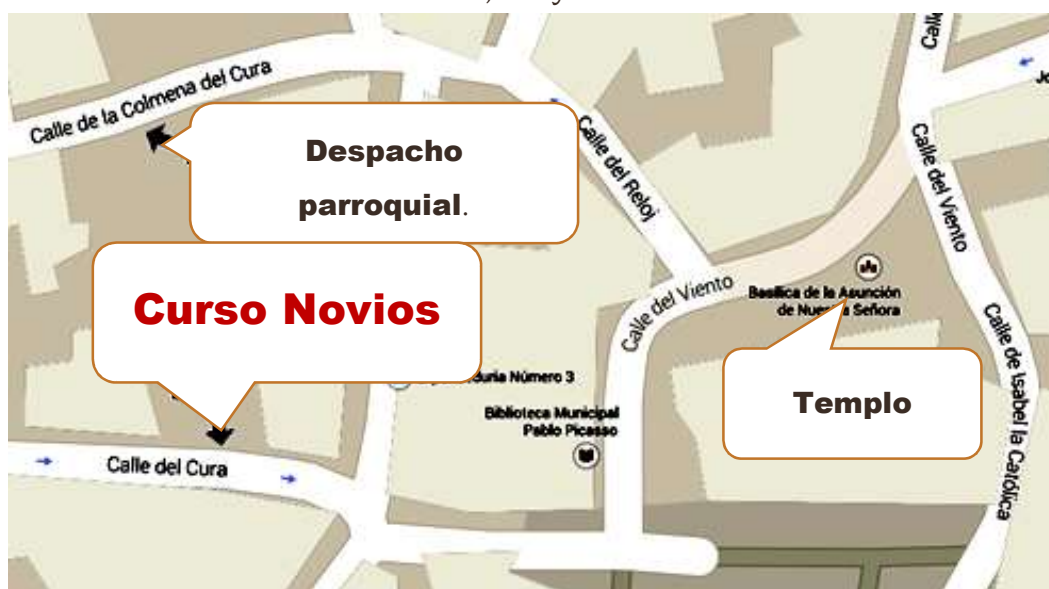 Calle de la Colmena del Cura
Despacho
parroquial.
Curso Novios
Calle del Reloj
Calle del Viento
Calle del Viento
Basílica de la Asunción
de Nuestra Señora
Templo
Número 3
Biblioteca Municipal
Pablo Picasso
Calle del Cura
Calle de Isabel la Católica
Calle